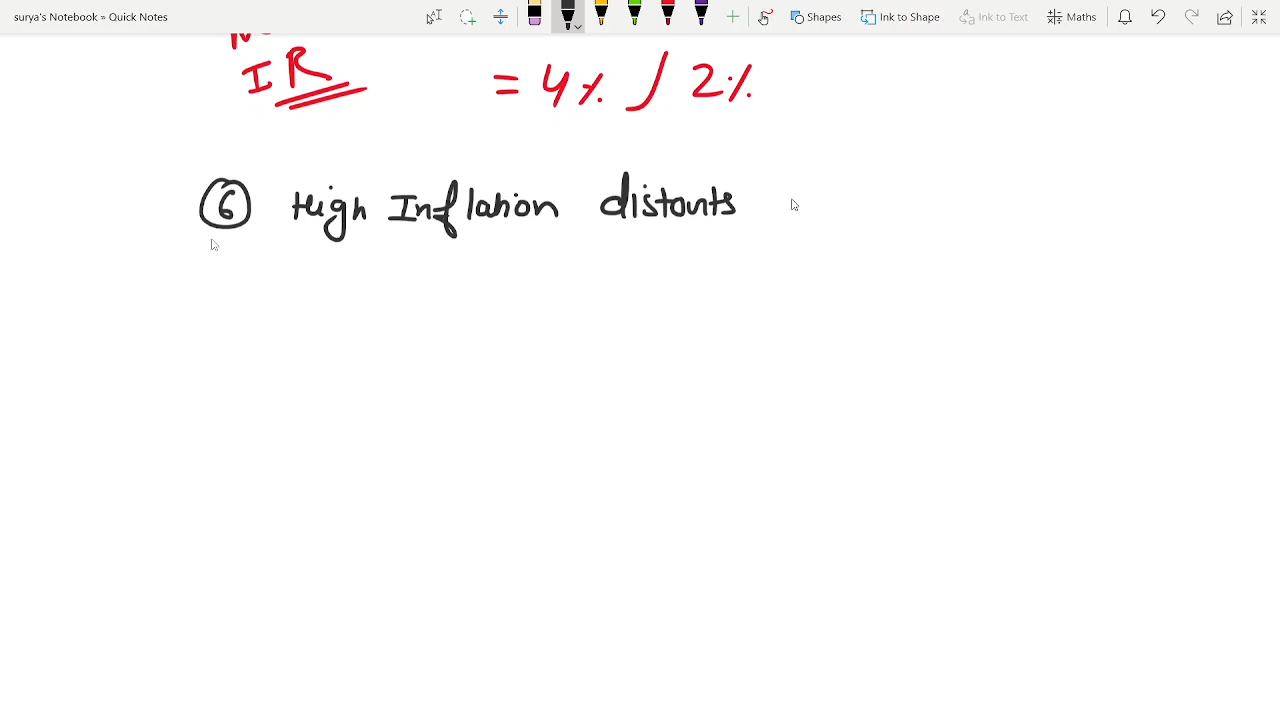 surya's Notebook » Quick Notes
Shapes
Ink to Shape
Ink to Text
Maths
IR = 4% 2%
6 High Inflation distorts